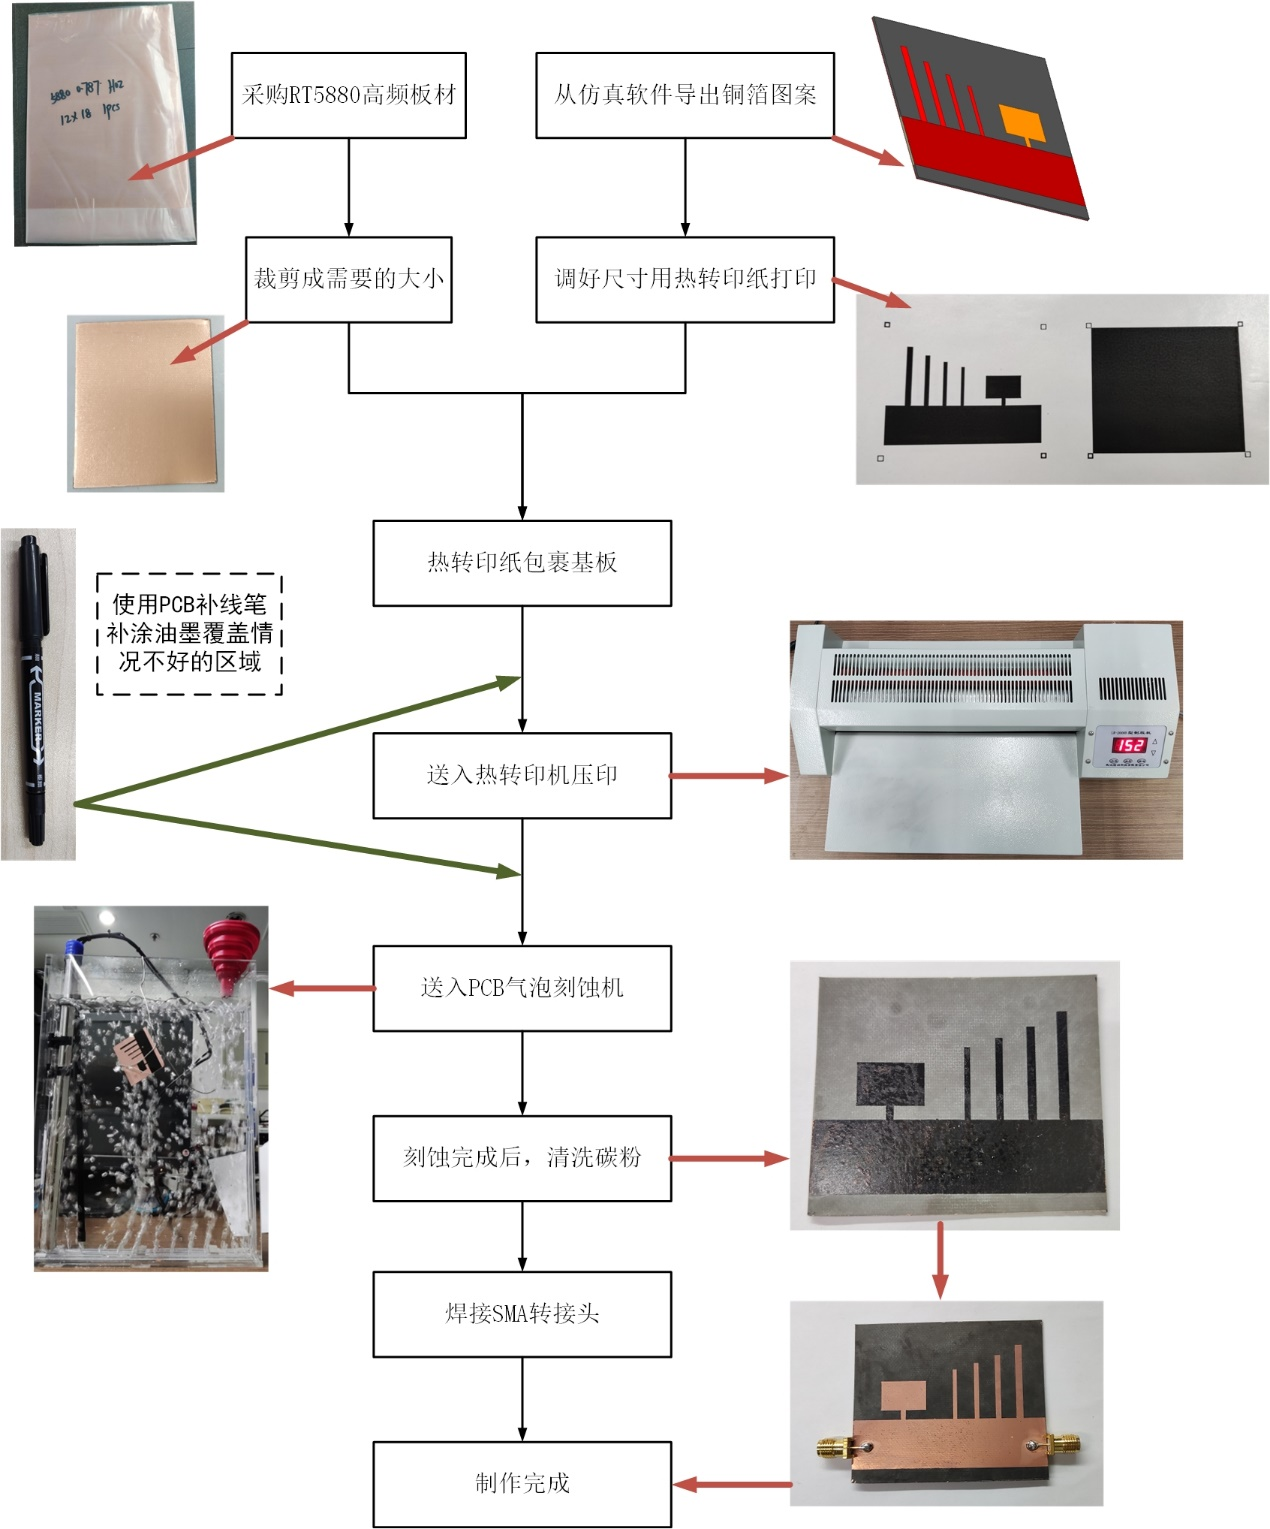 5880 0.787 Hoz
12×18 1pcs
采购RT5880高频板材
从仿真软件导出铜箔图案
裁剪成需要的大小
调好尺寸用热转印纸打印
热转印纸包裹基板
使用PCB补线笔
补涂油墨覆盖情
况不好的区域
MARKER
送入热转印机压印
152
送入PCB气泡刻蚀机
刻蚀完成后，清洗碳粉
焊接SMA转接头
制作完成